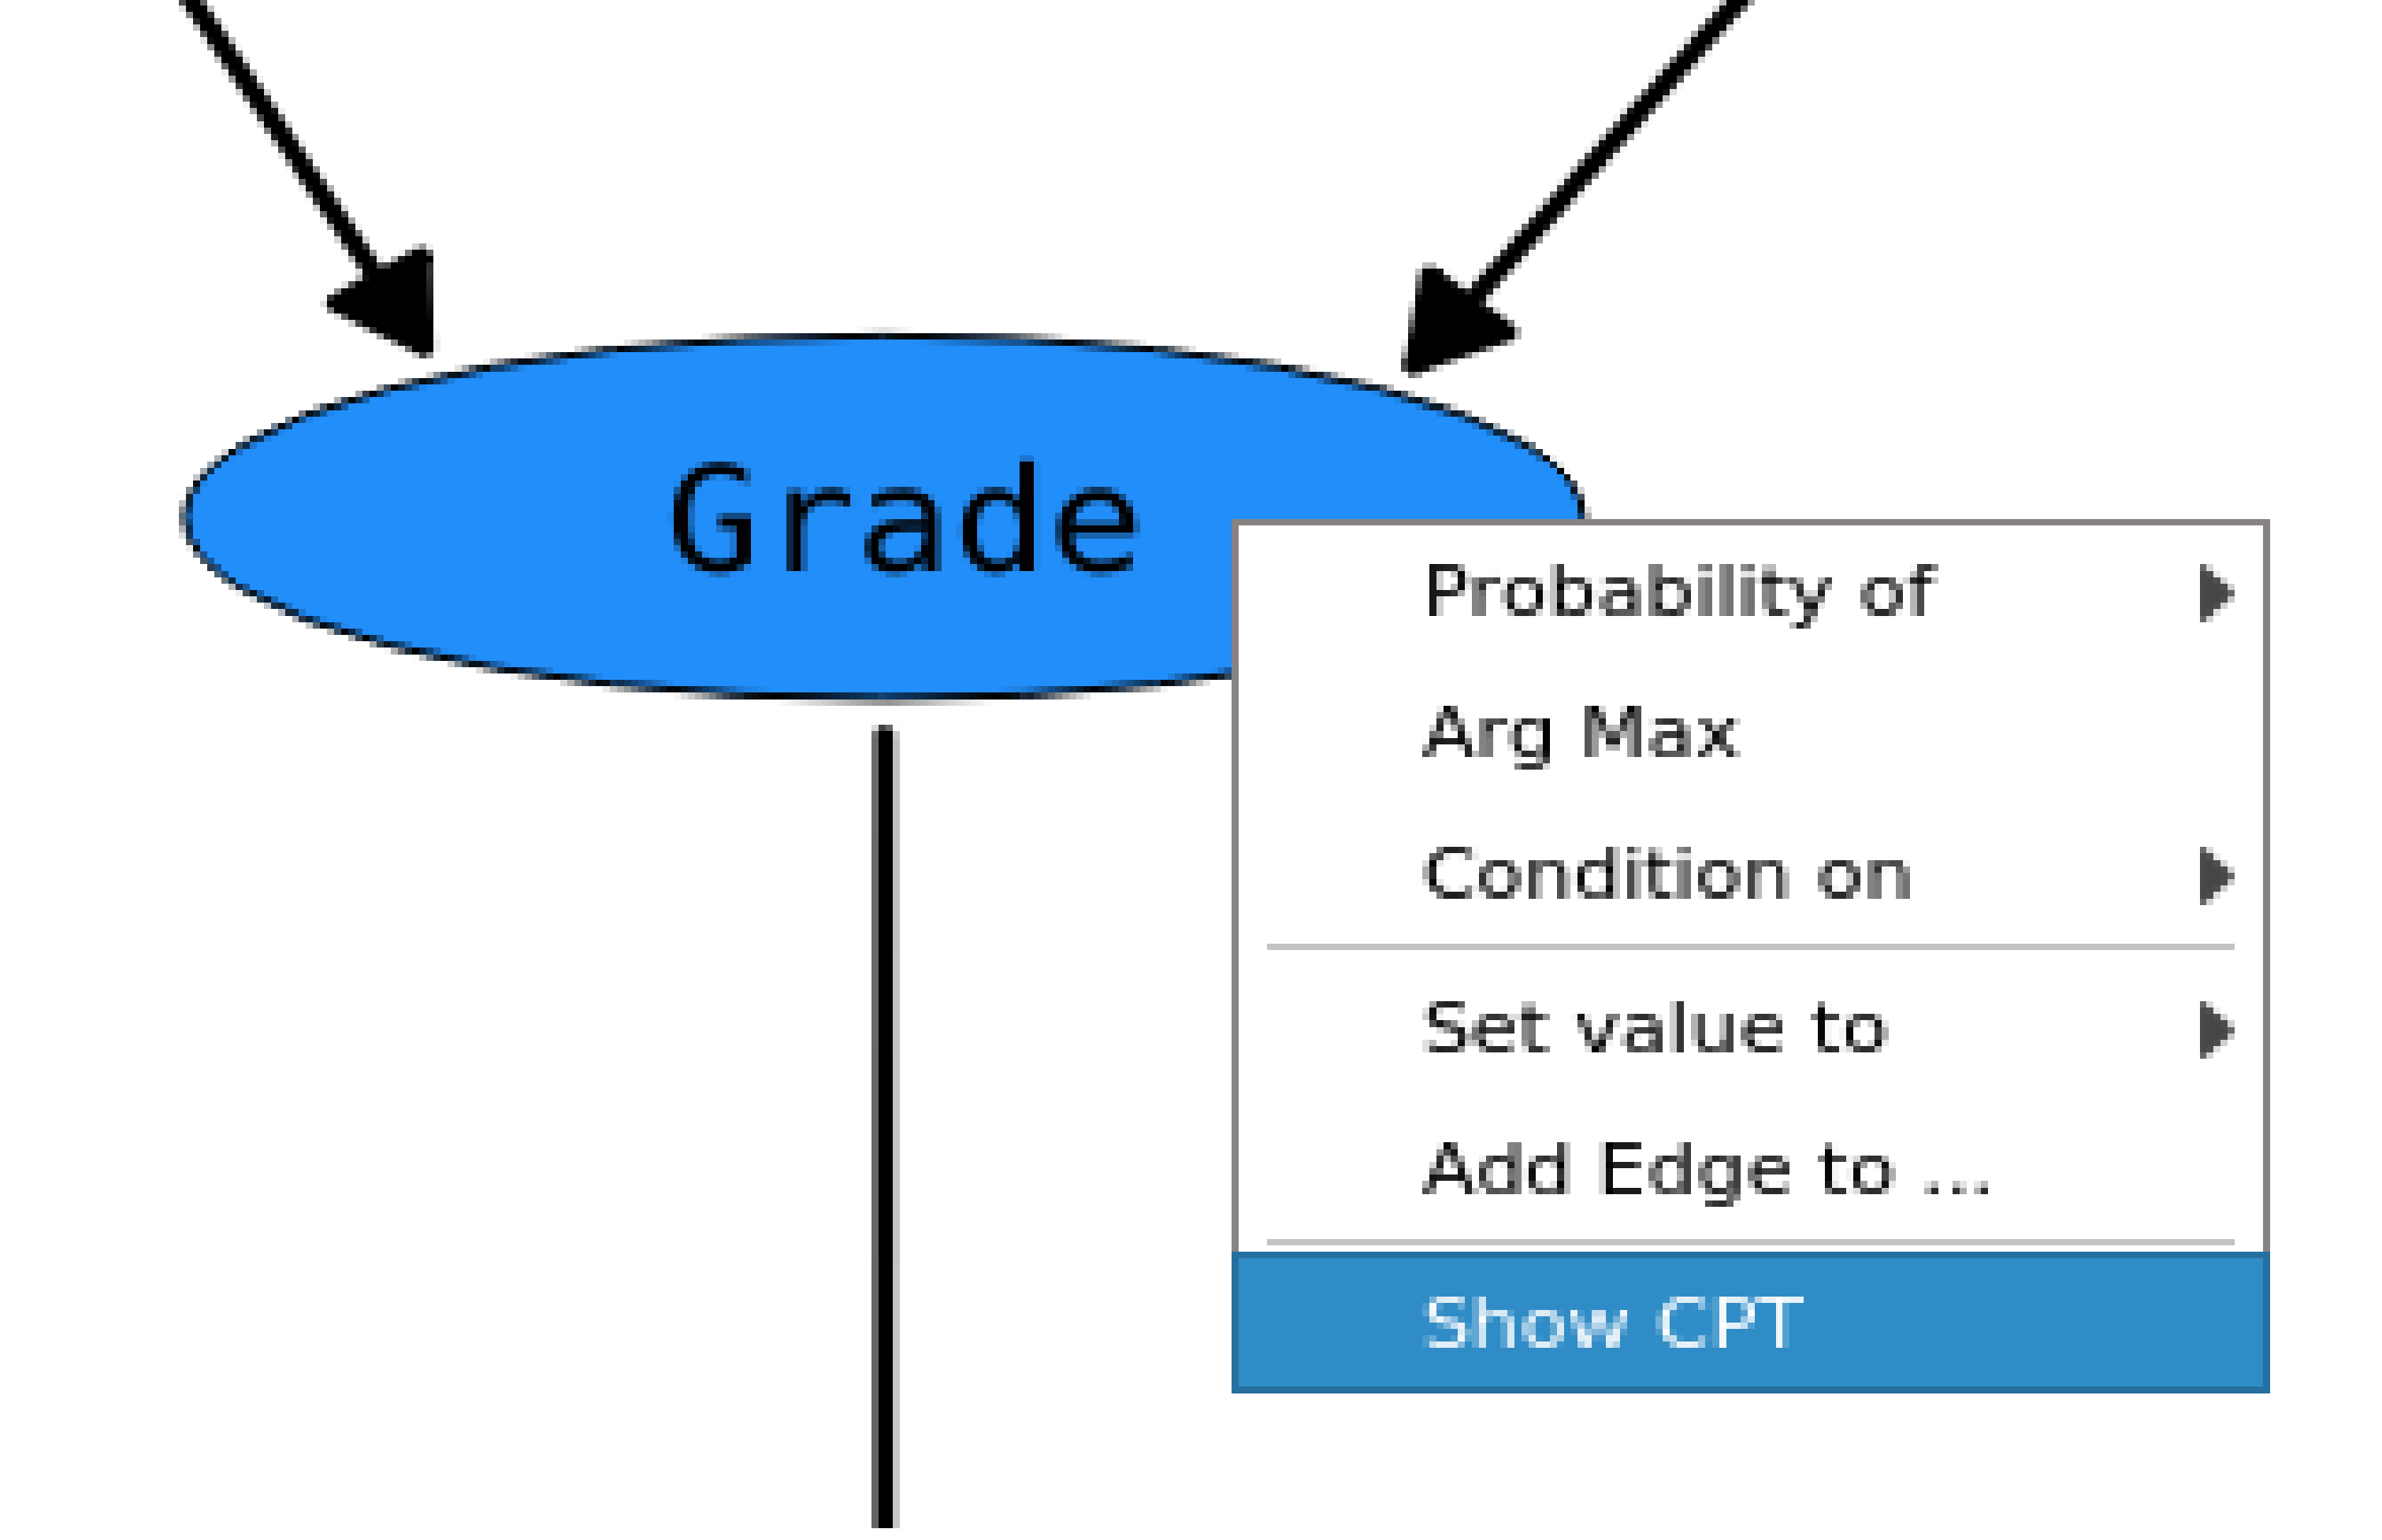 Grade
Probability of
Arg Max
Condition on
Set value to
Add Edge to ...
Show CPT